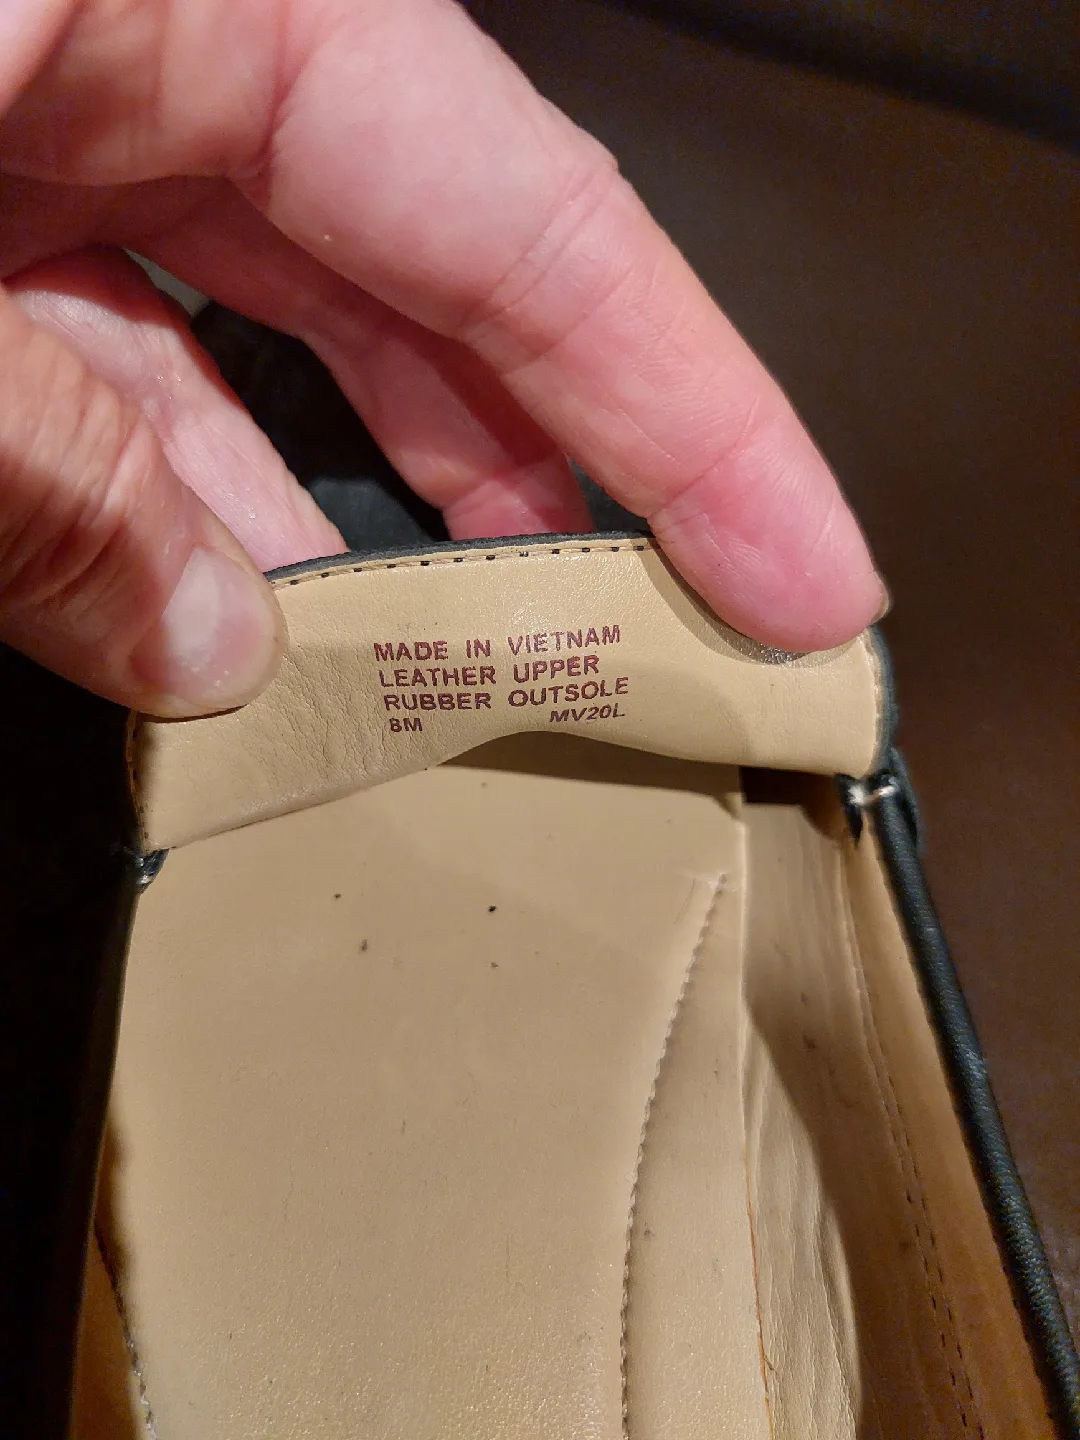 MADE IN VIETNAM
LEATHER UPPER
RUBBER OUTSOLE
8M MV20L